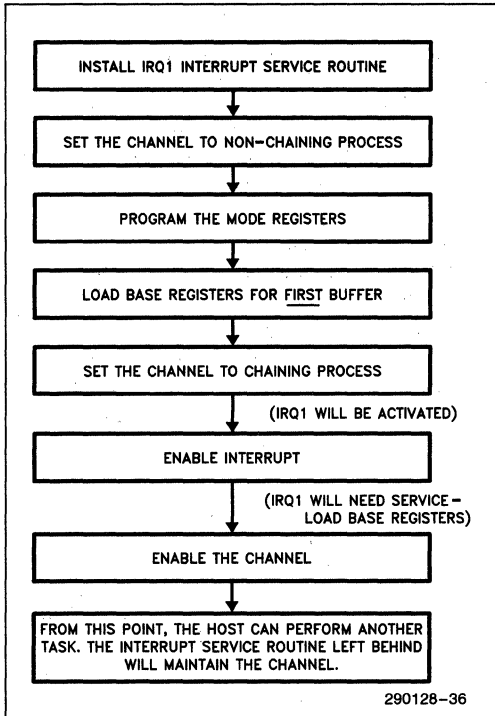 INSTALL IRQ1 INTERRUPT SERVICE ROUTINE
SET THE CHANNEL TO NON-CHAINING PROCESS
PROGRAM THE MODE REGISTERS
LOAD BASE REGISTERS FOR FIRST BUFFER
SET THE CHANNEL TO CHAINING PROCESS
(IRQ1 WILL BE ACTIVATED)
ENABLE INTERRUPT
(IRQ1 WILL NEED SERVICE-
LOAD BASE REGISTERS)
ENABLE THE CHANNEL
FROM THIS POINT, THE HOST CAN PERFORM ANOTHER
TASK. THE INTERRUPT SERVICE ROUTINE LEFT BEHIND
WILL MAINTAIN THE CHANNEL.
290128-36